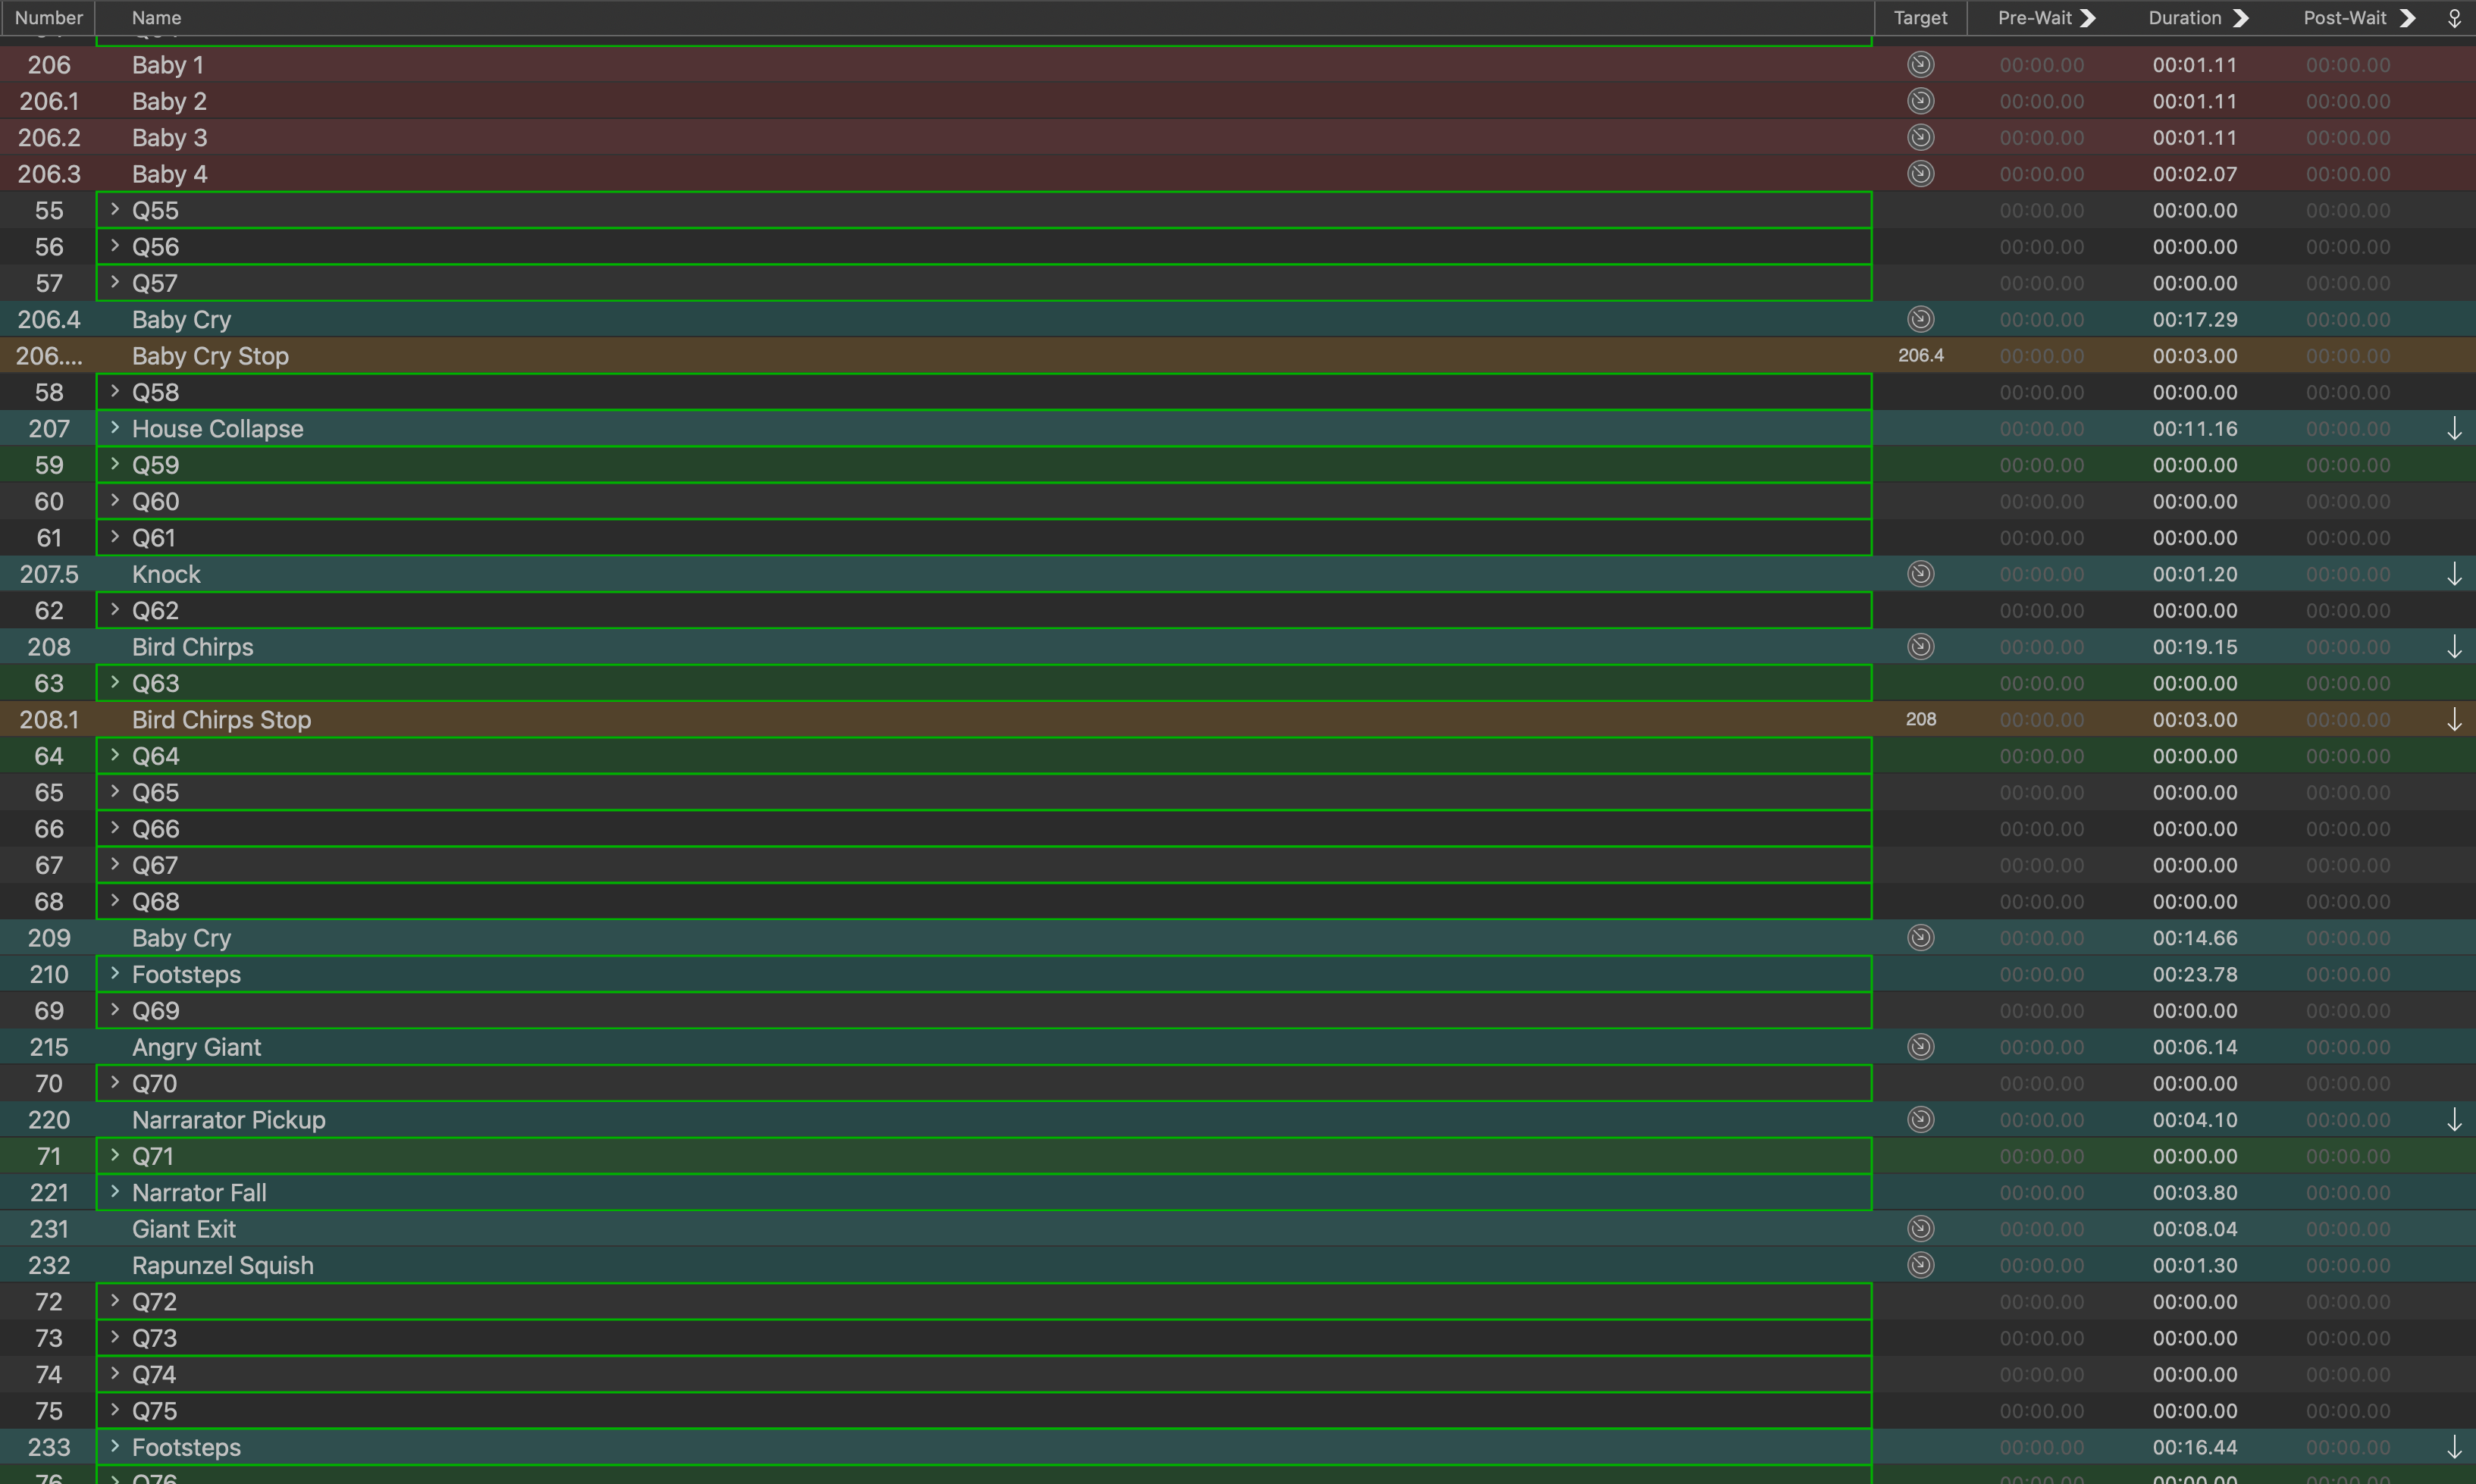 Number Name Target Pre-Wait Duration Post-Wait
206 Baby 1 00:00.00 00:01.11 00:00.00
206.1 Baby 2 00:00.00 00:01.11 00:00.00
206.2 Baby 3 00:00.00 00:01.11 00:00.00
206.3 Baby 4 00:00.00 00:02.07 00:00.00
55 Q55 00:00.00 00:00.00 00:00.00
56 Q56 00:00.00 00:00.00 00:00.00
57 Q57 00:00.00 00:00.00 00:00.00
206.4 Baby Cry 00:00.00 00:17.29 00:00.00
206.... Baby Cry Stop 206.4 00:00.00 00:03.00 00:00.00
58 Q58 00:00.00 00:00.00 00:00.00
207 House Collapse 00:00.00 00:11.16 00:00.00
59 Q59 00:00.00 00:00.00 00:00.00
60 Q60 00:00.00 00:00.00 00:00.00
61 Q61 00:00.00 00:00.00 00:00.00
207.5 Knock 00:00.00 00:01.20 00:00.00
62 Q62 00:00.00 00:00.00 00:00.00
208 Bird Chirps 00:00.00 00:19.15 00:00.00
63 Q63 00:00.00 00:00.00 00:00.00
208.1 Bird Chirps Stop 208 00:00.00 00:03.00 00:00.00
64 Q64 00:00.00 00:00.00 00:00.00
65 Q65 00:00.00 00:00.00 00:00.00
66 Q66 00:00.00 00:00.00 00:00.00
67 Q67 00:00.00 00:00.00 00:00.00
68 Q68 00:00.00 00:00.00 00:00.00
209 Baby Cry 00:00.00 00:14.66 00:00.00
210 Footsteps 00:00.00 00:23.78 00:00.00
69 Q69 00:00.00 00:00.00 00:00.00
215 Angry Giant 00:00.00 00:06.14 00:00.00
70 Q70 00:00.00 00:00.00 00:00.00
220 Narrarator Pickup 00:00.00 00:04.10 00:00.00
71 Q71 00:00.00 00:00.00 00:00.00
221 Narrator Fall 00:00.00 00:03.80 00:00.00
231 Giant Exit 00:00.00 00:08.04 00:00.00
232 Rapunzel Squish 00:00.00 00:01.30 00:00.00
72 Q72 00:00.00 00:00.00 00:00.00
73 Q73 00:00.00 00:00.00 00:00.00
74 Q74 00:00.00 00:00.00 00:00.00
75 Q75 00:00.00 00:00.00 00:00.00
233 Footsteps 00:00.00 00:16.44 00:00.00
76 Q76 00:00.00 00:00.00 00:00.00